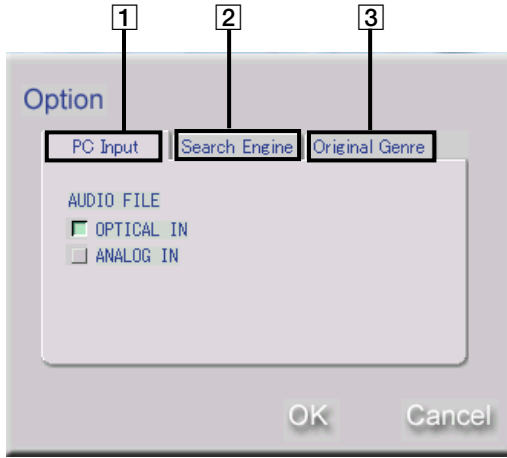 1 2 3
Option
PC Input Search Engine Original Genre
AUDIO FILE
OPTICAL IN
ANALOG IN
OK Cancel